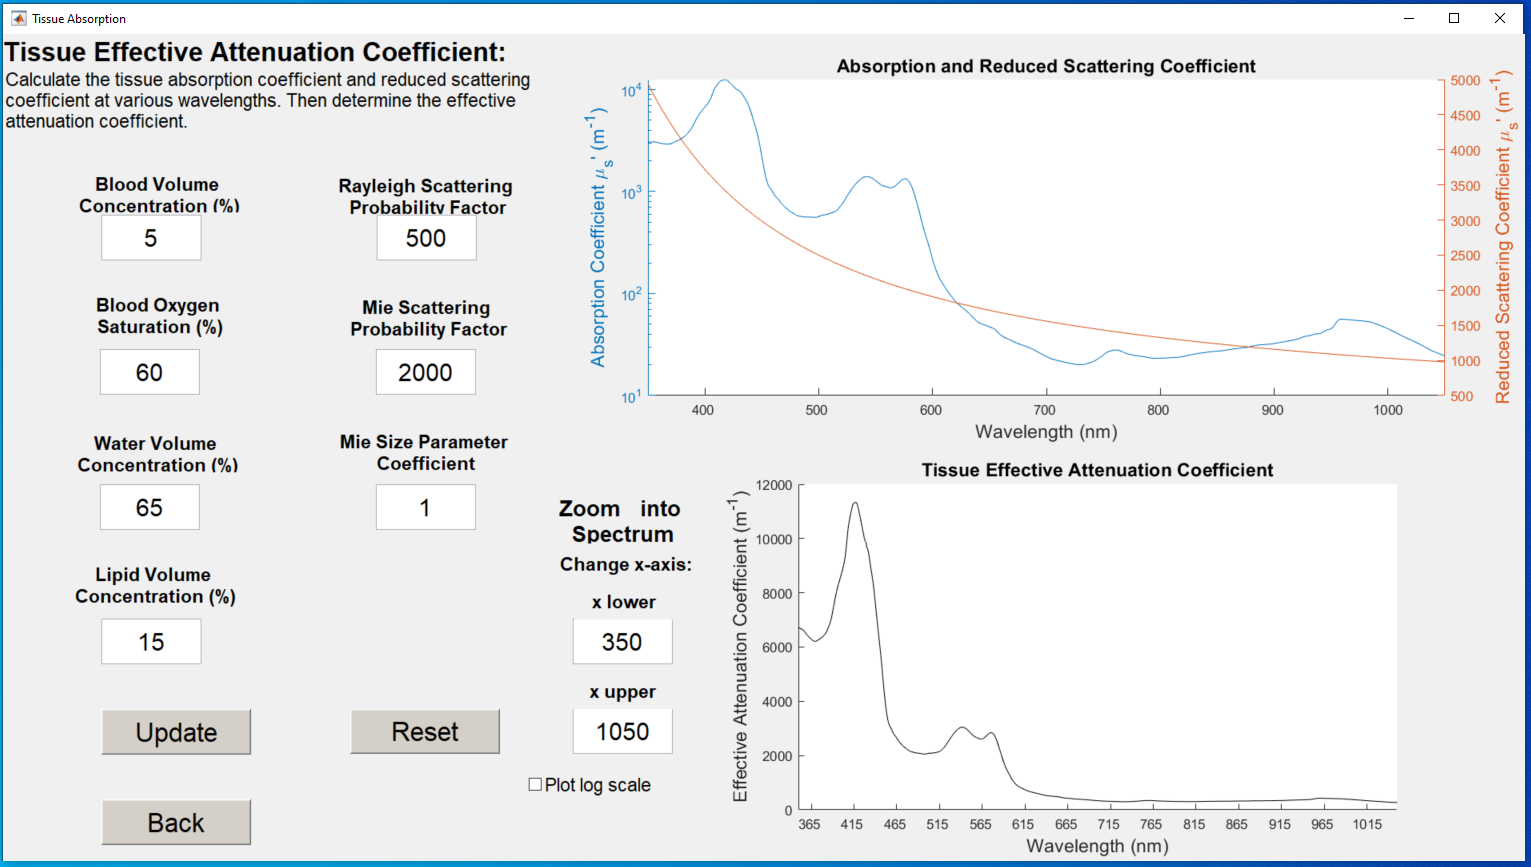 Tissue Absorption
Tissue Effective Attenuation Coefficient:
Calculate the tissue absorption coefficient and reduced scattering
coefficient at various wavelengths. Then determine the effective
attenuation coefficient.
Blood Volume
Concentration (%)
5
Rayleigh Scattering
Probability Factor
500
Blood Oxygen
Saturation (%)
60
Mie Scattering
Probability Factor
2000
Water Volume
Concentration (%)
65
Mie Size Parameter
Coefficient
1
Lipid Volume
Concentration (%)
15
Update
Reset
Back
Zoom into
Spectrum
Change x-axis:
x lower
350
x upper
1050
Plot log scale
Absorption and Reduced Scattering Coefficient
Absorption Coefficient μs' (m-1)
10^4
10^3
10^2
10^1
400 500 600 700 800 900 1000
Wavelength (nm)
5000
4500
4000
3500
3000
2500
2000
1500
1000
500
Reduced Scattering Coefficient μs' (m-1)
Tissue Effective Attenuation Coefficient
Effective Attenuation Coefficient (m-1)
12000
10000
8000
6000
4000
2000
0
365 415 465 515 565 615 665 715 765 815 865 915 965 1015
Wavelength (nm)